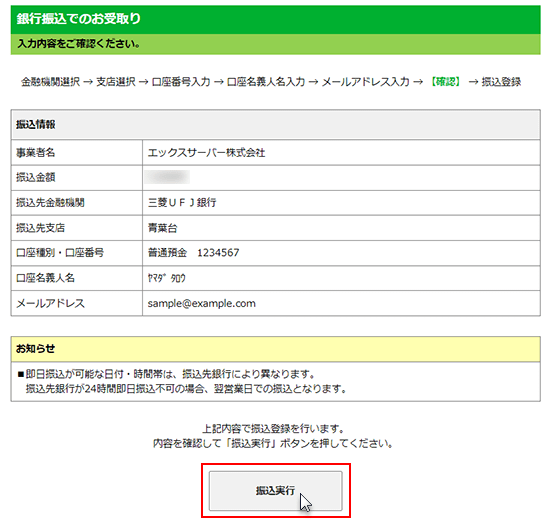 銀行振込でのお受取り
入力内容をご確認ください。
金融機関選択 → 支店選択 → 口座番号入力 → 口座名義人名入力 → メールアドレス入力 → 【確認】 → 振込登録
振込情報
事業者名 エックスサーバー株式会社
振込金額
振込先金融機関 三菱ＵＦＪ銀行
振込先支店 青葉台
口座種別・口座番号 普通預金　1234567
口座名義人名 ﾔﾏﾀﾞ ﾀﾛｳ
メールアドレス sample@example.com
お知らせ
■即日振込が可能な日付・時間帯は、振込先銀行により異なります。
振込先銀行が24時間即日振込不可の場合、翌営業日での振込となります。
上記内容で振込登録を行います。
内容を確認して「振込実行」ボタンを押してください。
振込実行